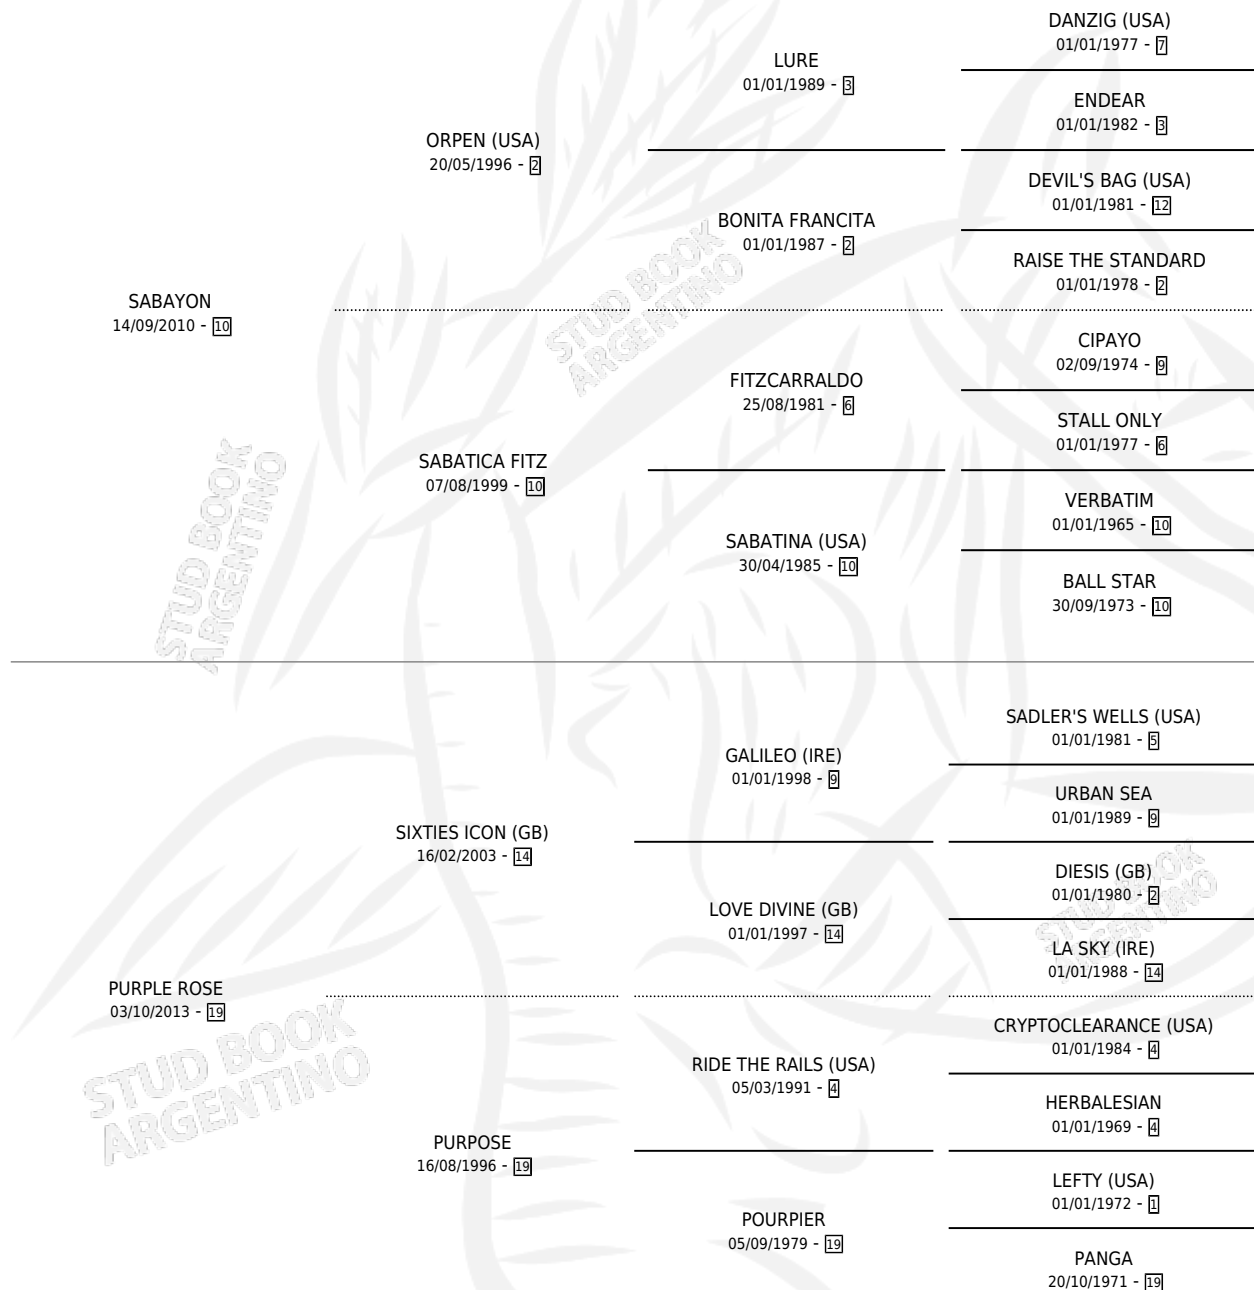 DANZIG (USA)
01/01/1977 - 7
LURE
01/01/1989 - 3
ENDEAR
01/01/1982 - 3
ORPEN (USA)
20/05/1996 - 2
DEVIL'S BAG (USA)
01/01/1981 - 12
BONITA FRANCITA
01/01/1987 - 2
RAISE THE STANDARD
01/01/1978 - 2
SABAYON
14/09/2010 - 10
STUD BOOK
ARGENTINO
CIPAYO
02/09/1974 - 9
FITZCARRALDO
25/08/1981 - 6
STALL ONLY
01/01/1977 - 6
SABATICA FITZ
07/08/1999 - 10
VERBATIM
01/01/1965 - 10
SABATINA (USA)
30/04/1985 - 10
BALL STAR
30/09/1973 - 10
STUD BOOK
ARGENTINO
SADLER'S WELLS (USA)
01/01/1981 - 5
GALILEO (IRE)
01/01/1998 - 9
URBAN SEA
01/01/1989 - 9
SIXTIES ICON (GB)
16/02/2003 - 14
DIESIS (GB)
01/01/1980 - 2
LOVE DIVINE (GB)
01/01/1997 - 14
STUD BOOK
ARGENTINO
LA SKY (IRE)
01/01/1988 - 14
PURPLE ROSE
03/10/2013 - 19
STUD BOOK
ARGENTINO
CRYPTOCLEARANCE (USA)
01/01/1984 - 4
RIDE THE RAILS (USA)
05/03/1991 - 4
HERBALESIAN
01/01/1969 - 4
PURPOSE
16/08/1996 - 19
LEFTY (USA)
01/01/1972 - 1
POURPIER
05/09/1979 - 19
PANGA
20/10/1971 - 19